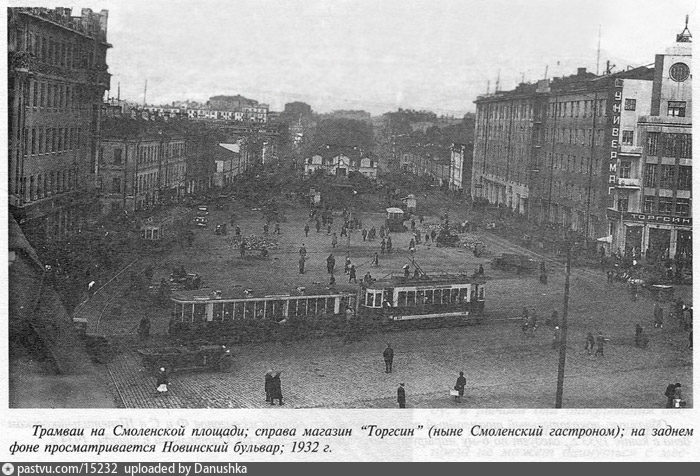 УНИВЕРМАГ
ТОРГСИН
Трамваи на Смоленской площади; справа магазин “Торгсин” (ныне Смоленский гастроном); на заднем
фоне просматривается Новинский бульвар; 1932 г.
pastvu.com/15232 uploaded by Danushka